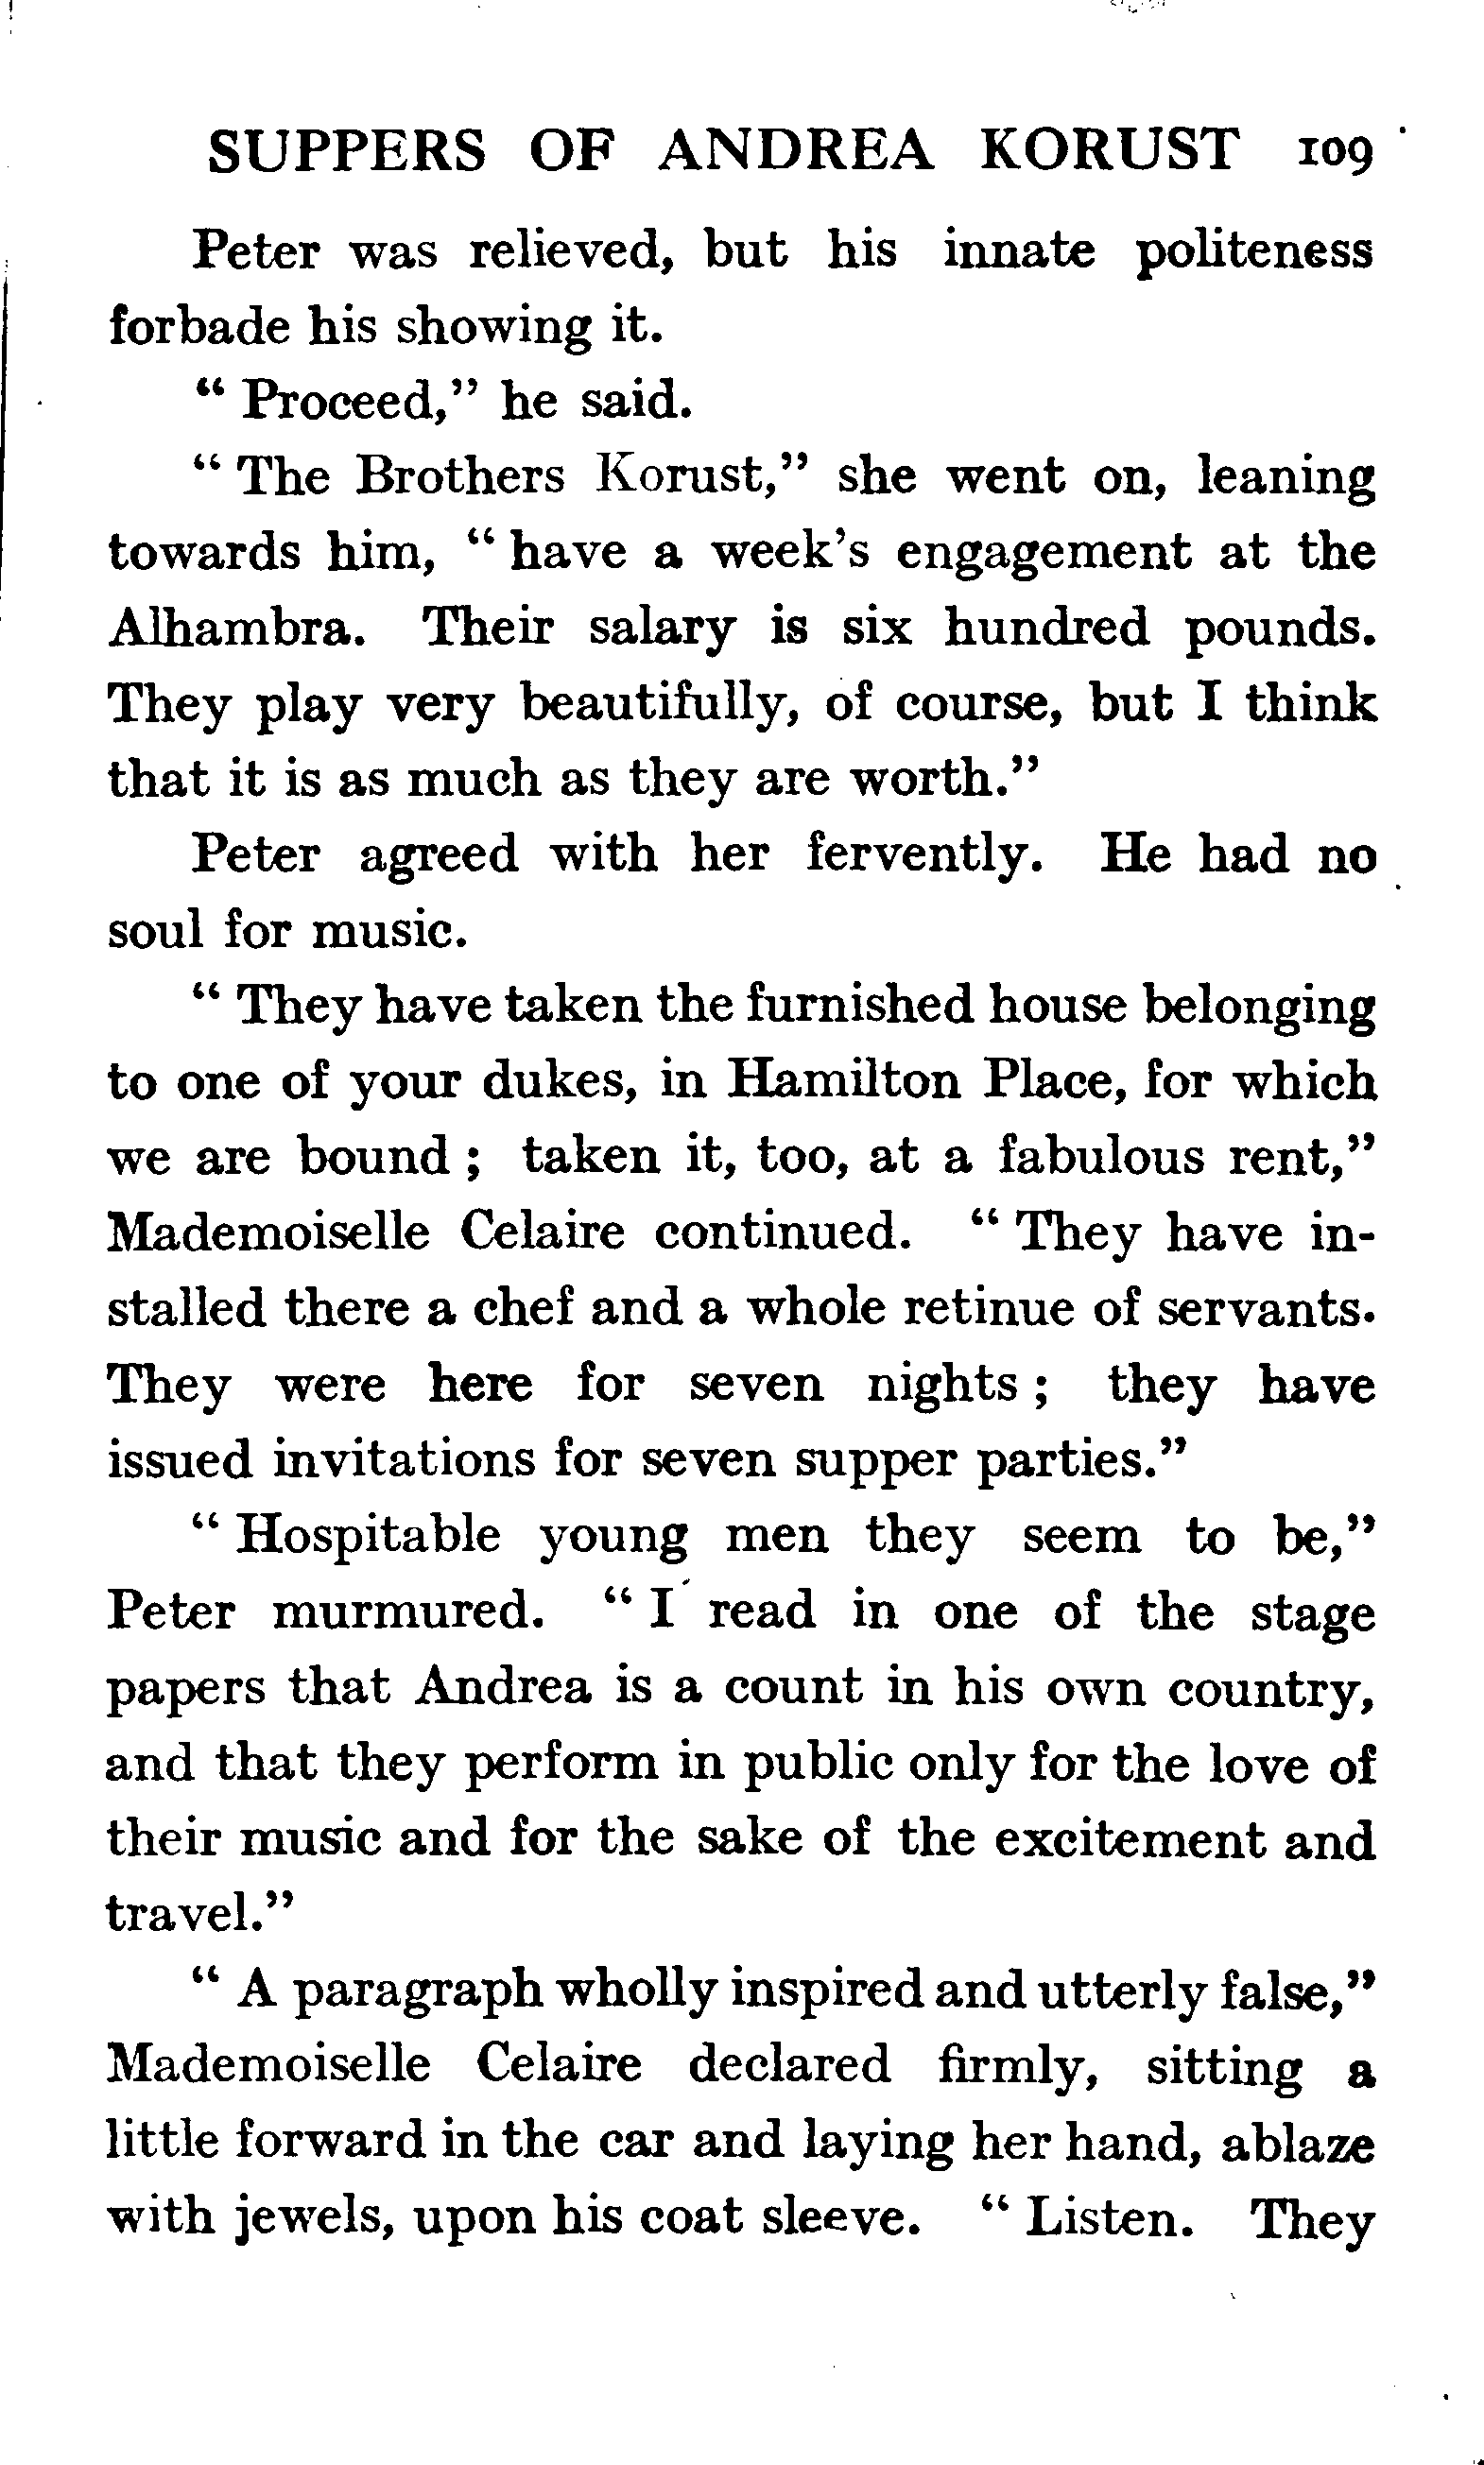 SUPPERS OF ANDREA KORUST 109
Peter was relieved, but his innate politeness
forbade his showing it.
“ Proceed,” he said.
“ The Brothers Korust,” she went on, leaning
towards him, “ have a week’s engagement at the
Alhambra. Their salary is six hundred pounds.
They play very beautifully, of course, but I think
that it is as much as they are worth.”
Peter agreed with her fervently. He had no
soul for music.
“ They have taken the furnished house belonging
to one of your dukes, in Hamilton Place, for which
we are bound ; taken it, too, at a fabulous rent,”
Mademoiselle Celaire continued. “ They have in-
stalled there a chef and a whole retinue of servants.
They were here for seven nights ; they have
issued invitations for seven supper parties.”
“ Hospitable young men they seem to be,”
Peter murmured. “ I read in one of the stage
papers that Andrea is a count in his own country,
and that they perform in public only for the love of
their music and for the sake of the excitement and
travel.”
“ A paragraph wholly inspired and utterly false,”
Mademoiselle Celaire declared firmly, sitting a
little forward in the car and laying her hand, ablaze
with jewels, upon his coat sleeve. “ Listen. They